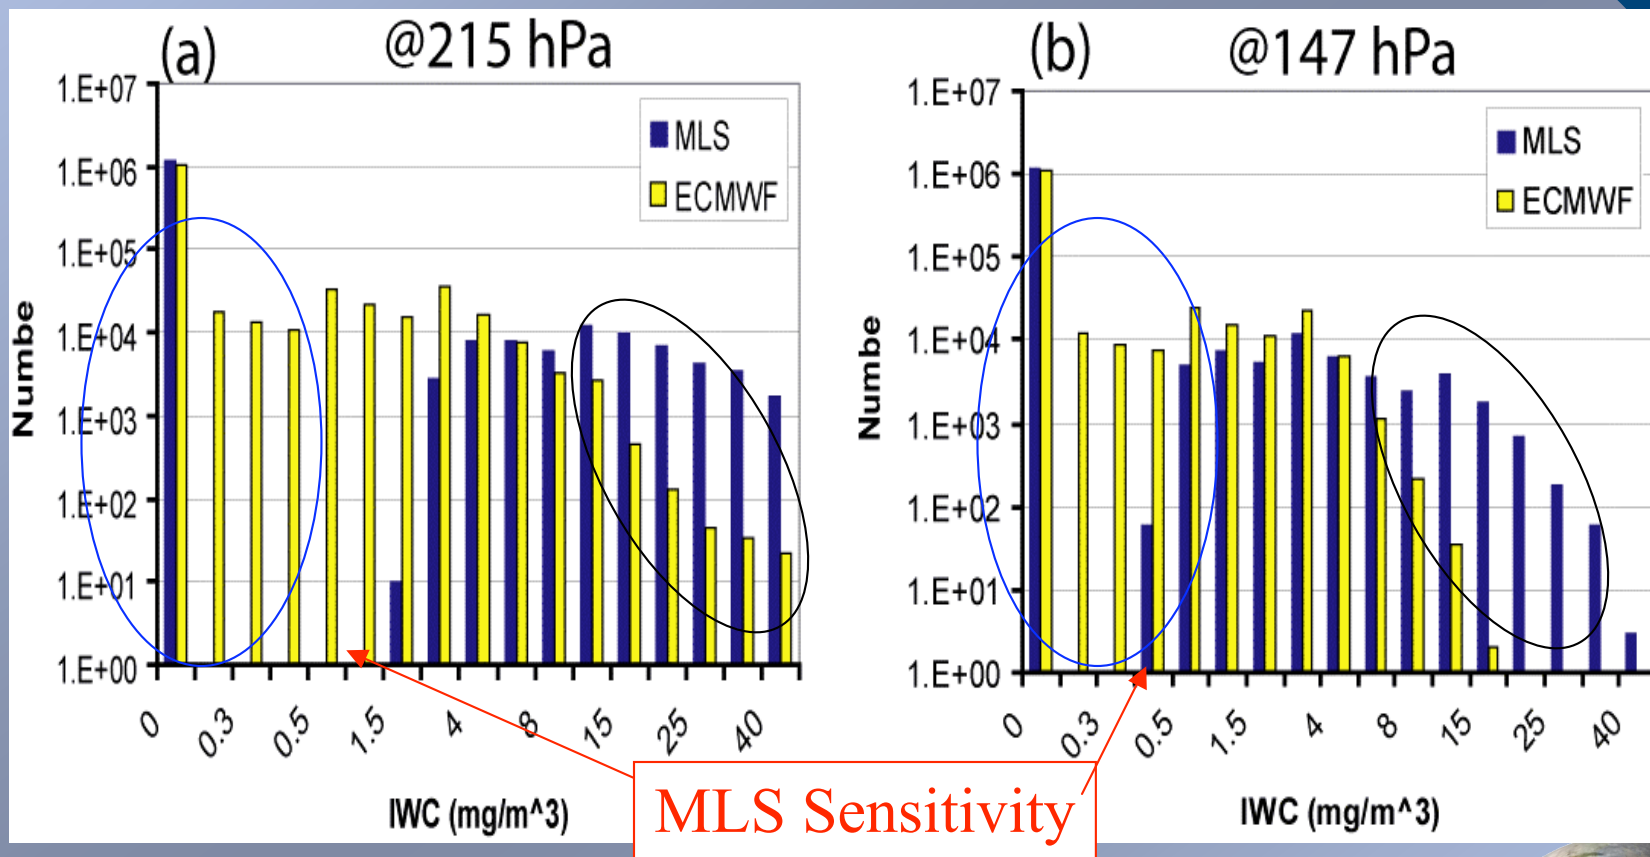 (a) @215 hPa
1.E+07
1.E+06
1.E+05
1.E+04
1.E+03
1.E+02
1.E+01
1.E+00
Numbe
MLS
ECMWF
0 0.3 0.5 1.5 4 8 15 25 40
IWC (mg/m^3)
(b) @147 hPa
1.E+07
1.E+06
1.E+05
1.E+04
1.E+03
1.E+02
1.E+01
1.E+00
Numbe
MLS
ECMWF
0 0.3 0.5 1.5 4 8 15 25 40
IWC (mg/m^3)
MLS Sensitivity